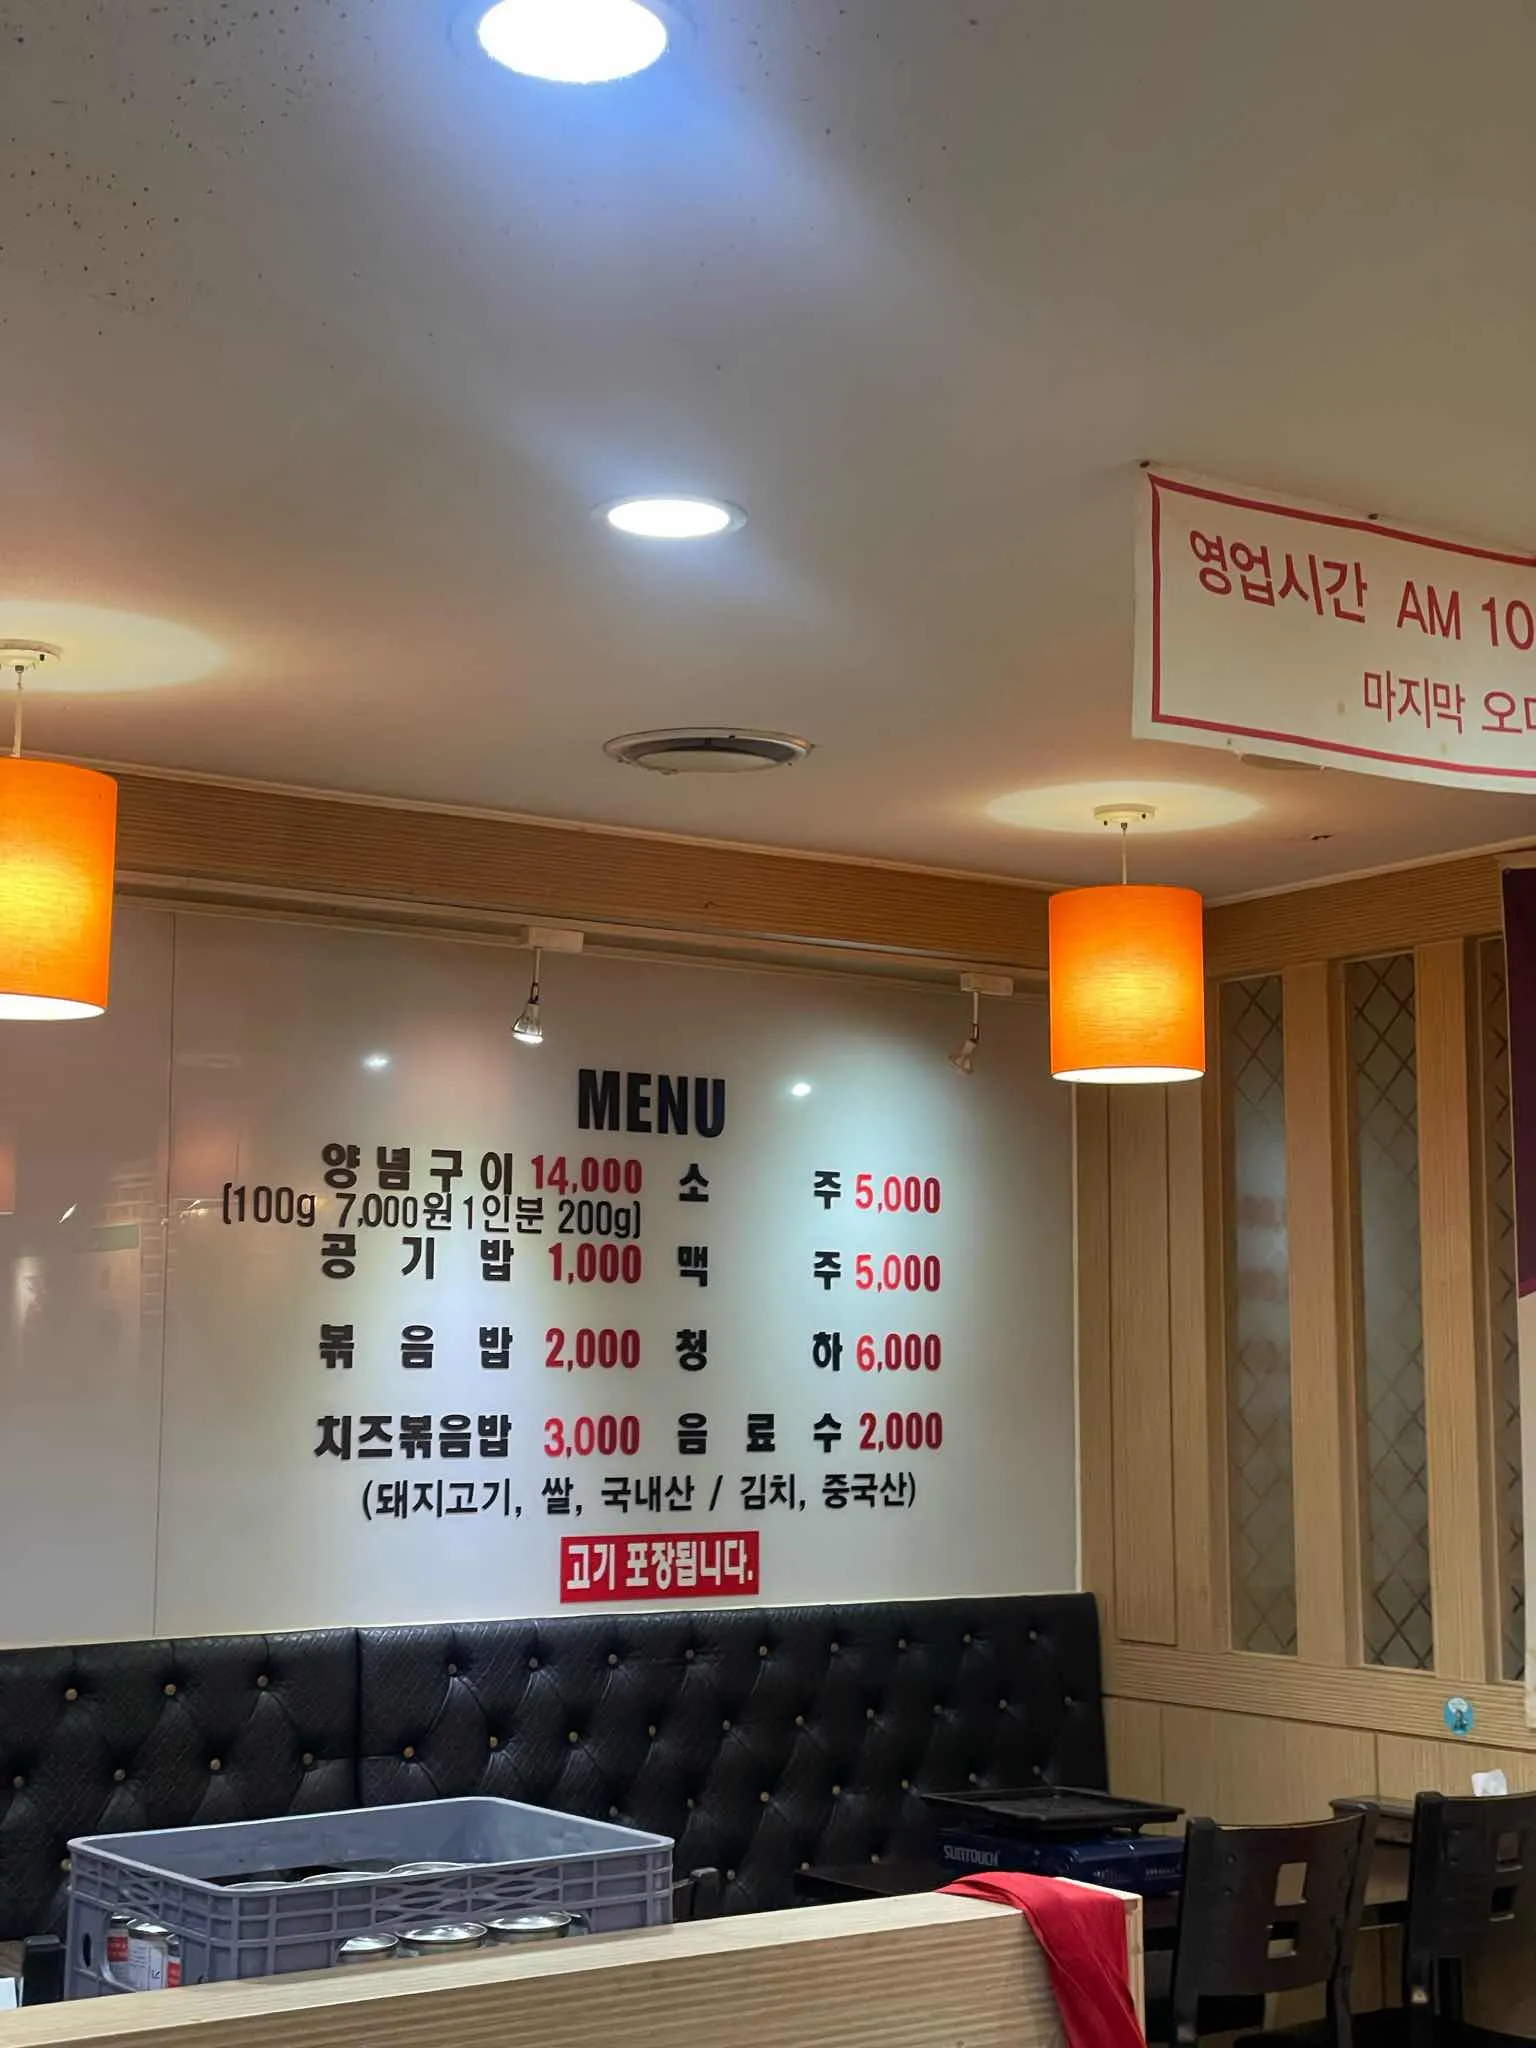 영업시간 AM 10
마지막
MENU
양념구이 14,000 소 주 5,000
(100g 7,000원 1인분 200g)
공 기 밥 1,000 맥 주 5,000
볶 음 밥 2,000 청 하 6,000
치즈볶음밥 3,000 음 료 수 2,000
(돼지고기, 쌀, 국내산 / 김치, 중국산)
고기 포장됩니다.
SUNTOUCH